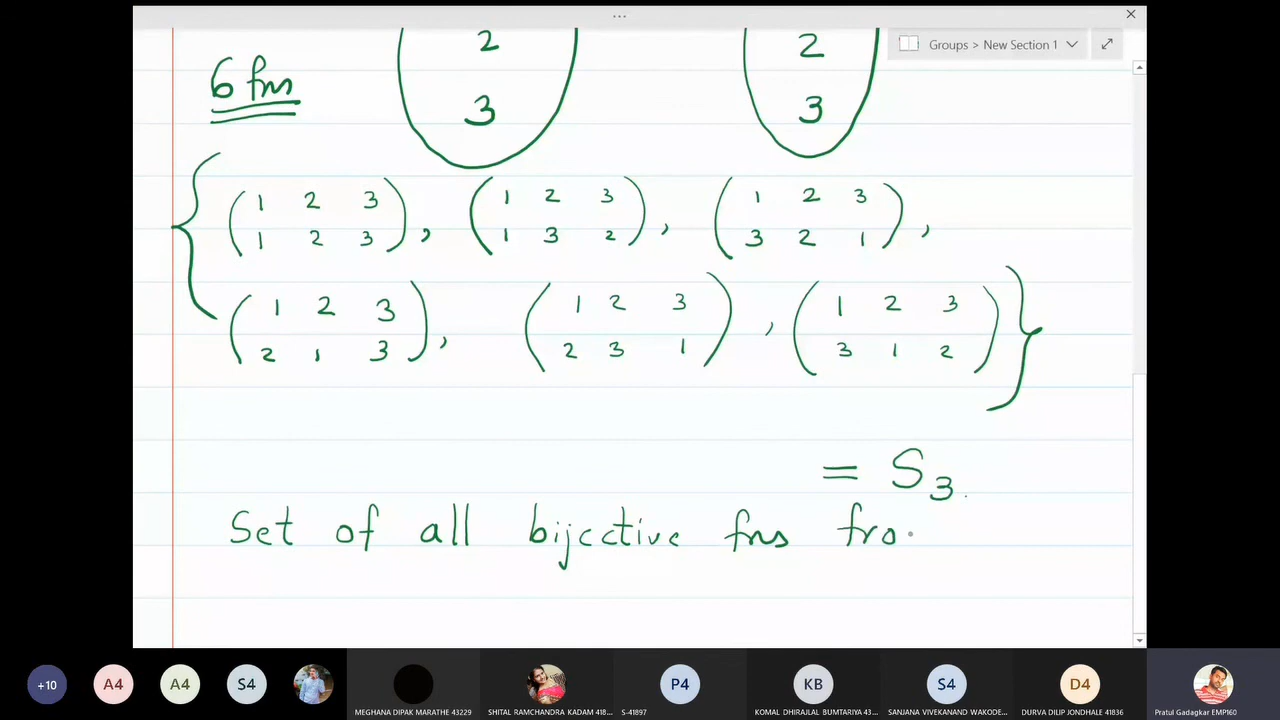 ...
Groups > New Section 1
2 2
6 fns
3 3
{ ( 1 2 3 ) , ( 1 2 3 ) , ( 1 2 3 ) ,
( 1 2 3 ) ( 1 3 2 ) ( 3 2 1 )
( 1 2 3 ) , ( 1 2 3 ) , ( 1 2 3 ) }
( 2 1 3 ) ( 2 3 1 ) ( 3 1 2 )
= S3.
Set of all bijective fns fro
+10 A4 A4 S4 P4 KB S4 D4
MEGHANA DIPAK MARATHE 43229 SHITAL RAMCHANDRA KADAM 418... S-41897 KOMAL DHIRAJLAL BUMTARIYA 43... SANJANA VIVEKANAND WAKODE... DURVA DILIP JONDHALE 41836 Pratul Gadagkar EMP160